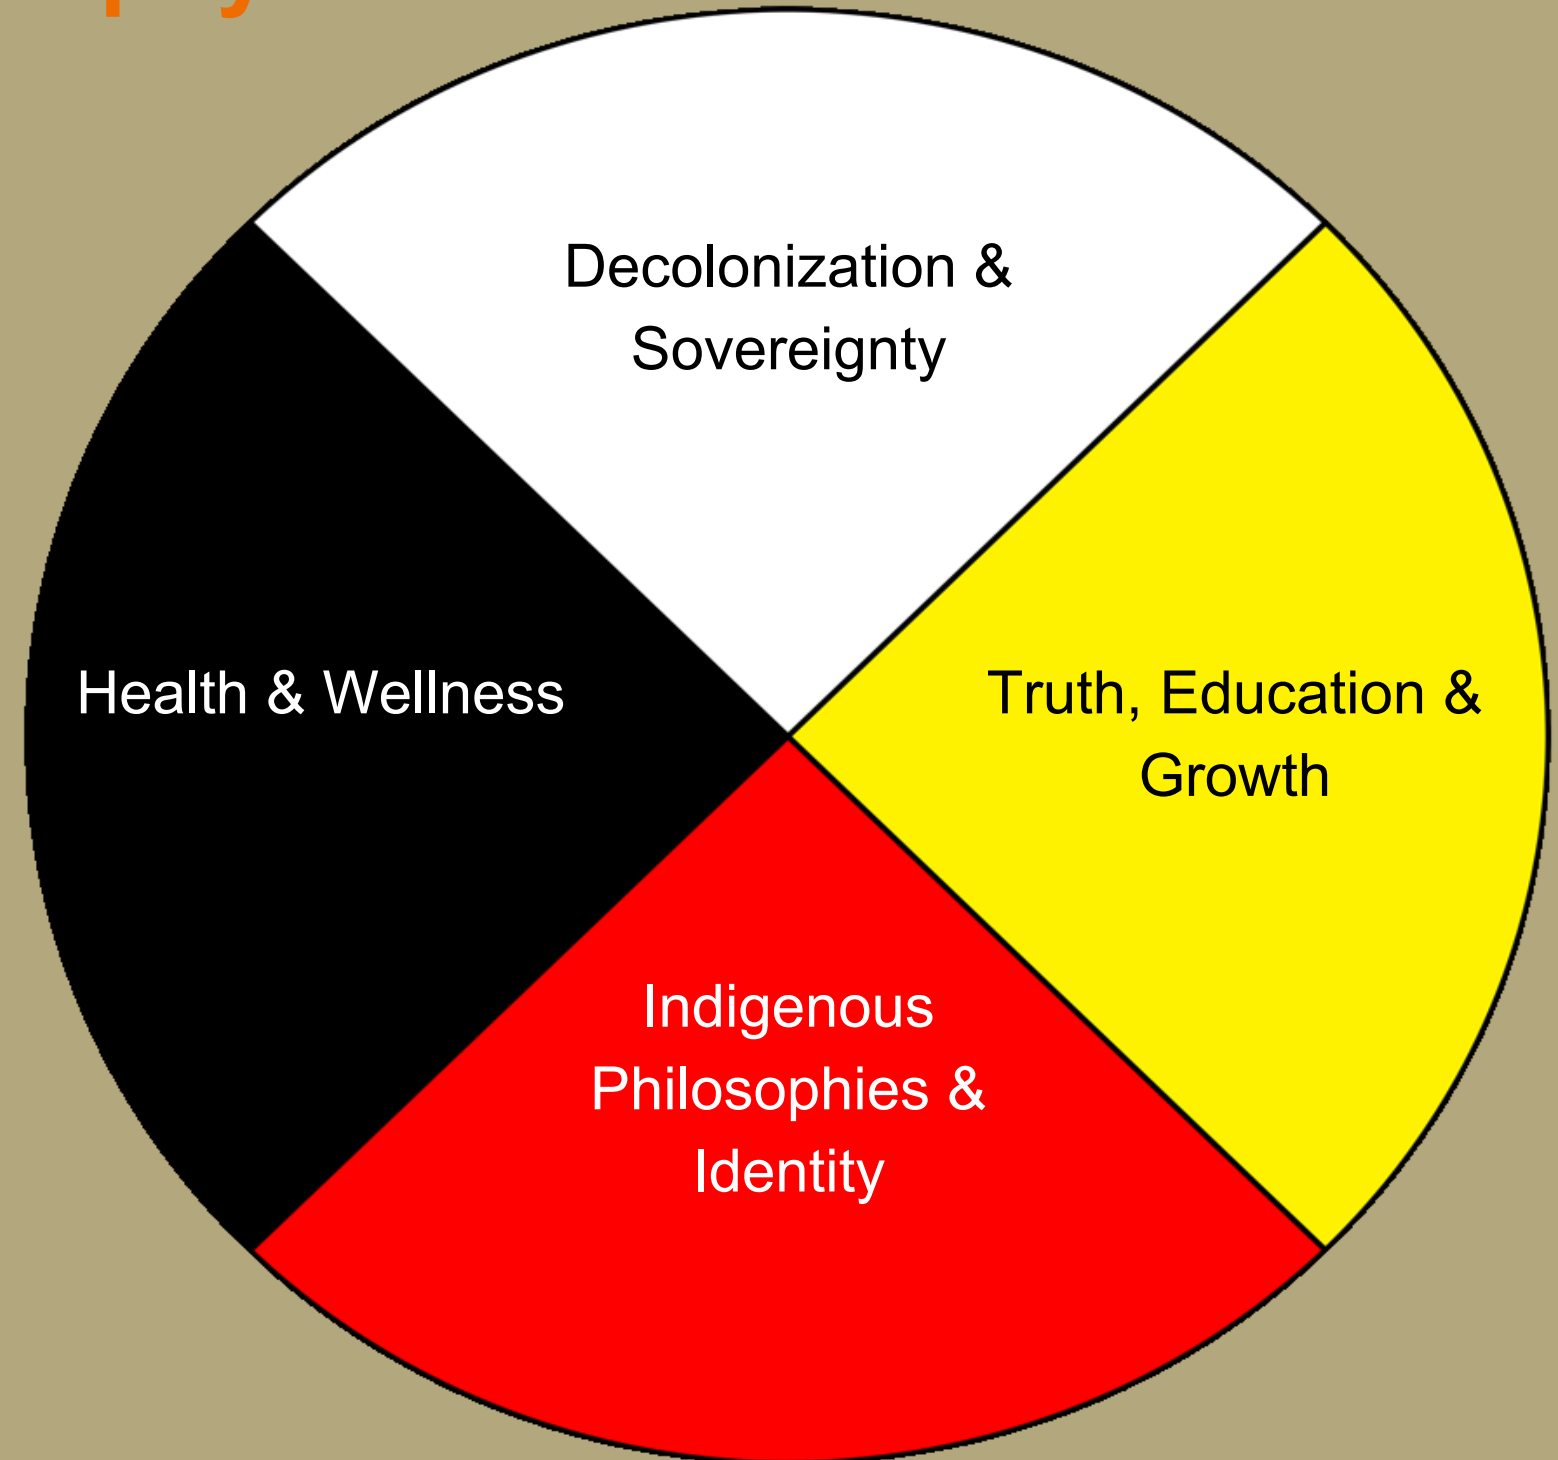 Decolonization &
Sovereignty
Health & Wellness
Truth, Education &
Growth
Indigenous
Philosophies &
Identity